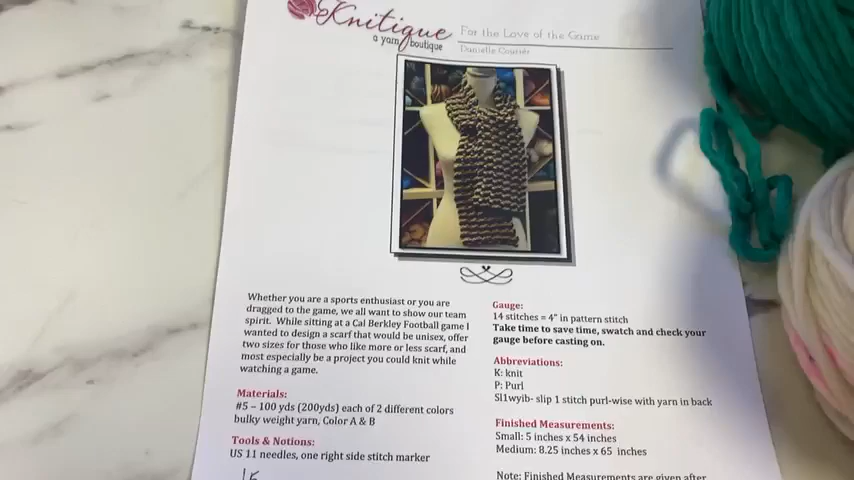 Knitique
a yarn boutique
For the Love of the Game
Danielle Courier
Whether you are a sports enthusiast or you are
dragged to the game, we all want to show our team
spirit. While sitting at a Cal Berkley Football game I
wanted to design a scarf that would be unisex, offer
two sizes for those who like more or less scarf, and
most especially be a project you could knit while
watching a game.
Materials:
#5 – 100 yds (200yds) each of 2 different colors
bulky weight yarn, Color A & B
Tools & Notions:
US 11 needles, one right side stitch marker
15
Gauge:
14 stitches = 4" in pattern stitch
Take time to save time, swatch and check your
gauge before casting on.
Abbreviations:
K: knit
P: Purl
Sl1wyib- slip 1 stitch purl-wise with yarn in back
Finished Measurements:
Small: 5 inches x 54 inches
Medium: 8.25 inches x 65 inches
Note: Finished Measurements are given after